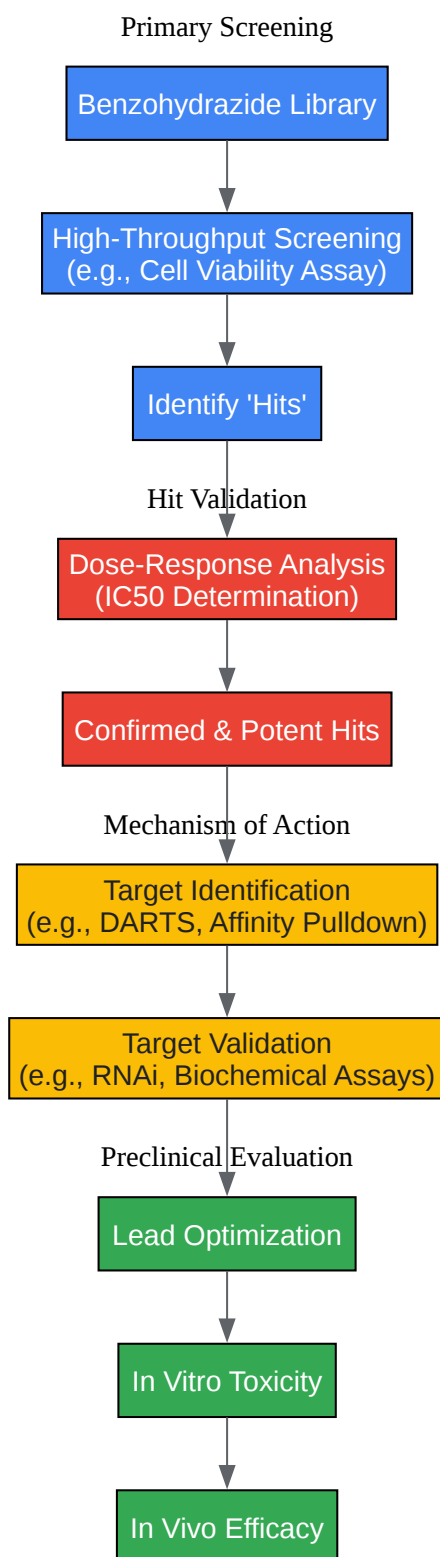 Primary Screening
Benzohydrazide Library
High-Throughput Screening
(e.g., Cell Viability Assay)
Identify 'Hits'
Hit Validation
Dose-Response Analysis
(IC50 Determination)
Confirmed & Potent Hits
Mechanism of Action
Target Identification
(e.g., DARTS, Affinity Pulldown)
Target Validation
(e.g., RNAi, Biochemical Assays)
Preclinical Evaluation
Lead Optimization
In Vitro Toxicity
In Vivo Efficacy